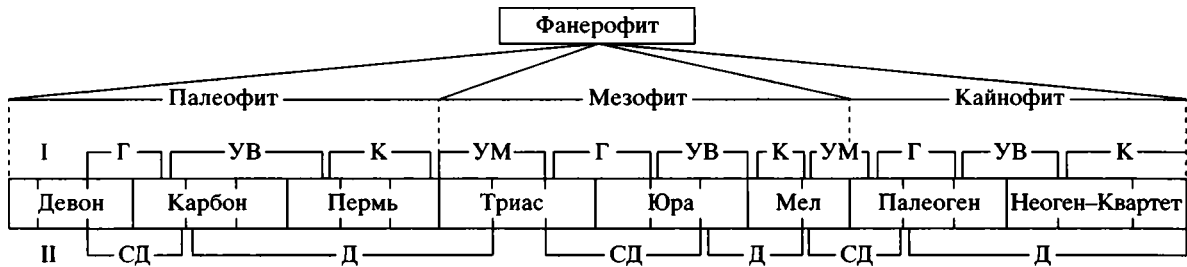 Фанерофит
Палеофит Мезофит Кайнофит
I Г УВ К УМ Г УВ К УМ Г УВ К
Девон Карбон Пермь Триас Юра Мел Палеоген Неоген–Квартет
II СД Д СД Д СД Д